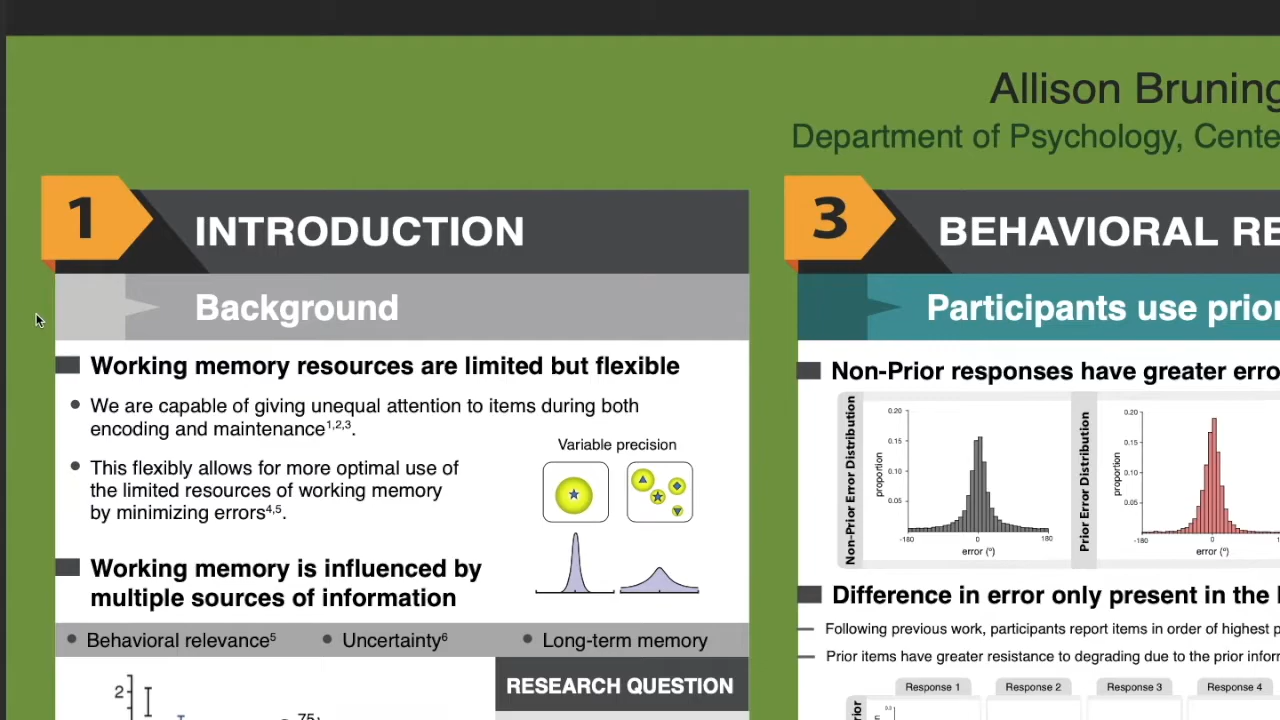 Allison Bruning
Department of Psychology, Cente
1
INTRODUCTION
Background
Working memory resources are limited but flexible
We are capable of giving unequal attention to items during both
encoding and maintenance1,2,3.
Variable precision
This flexibly allows for more optimal use of
the limited resources of working memory
by minimizing errors4,5.
Working memory is influenced by
multiple sources of information
Behavioral relevance5
Uncertainty6
Long-term memory
2
75
RESEARCH QUESTION
3
BEHAVIORAL RE
Participants use prior
Non-Prior responses have greater erro
Non-Prior Error Distribution
proportion
0.20
0.15
0.10
0.05
-180 0 180
error (°)
Prior Error Distribution
proportion
0.20
0.15
0.10
0.05
-180 0
error (°)
Difference in error only present in the
Following previous work, participants report items in order of highest p
Prior items have greater resistance to degrading due to the prior infor
Response 1
Response 2
Response 3
Response 4